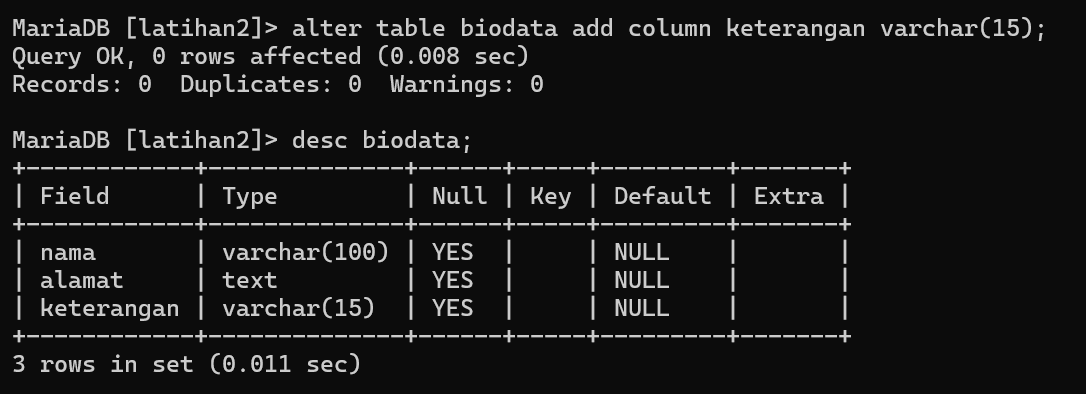 MariaDB [latihan2]> alter table biodata add column keterangan varchar(15);
Query OK, 0 rows affected (0.008 sec)
Records: 0  Duplicates: 0  Warnings: 0

MariaDB [latihan2]> desc biodata;
+------------+--------------+------+-----+---------+-------+
| Field      | Type         | Null | Key | Default | Extra |
+------------+--------------+------+-----+---------+-------+
| nama       | varchar(100) | YES  |     | NULL    |       |
| alamat     | text         | YES  |     | NULL    |       |
| keterangan | varchar(15)  | YES  |     | NULL    |       |
+------------+--------------+------+-----+---------+-------+
3 rows in set (0.011 sec)